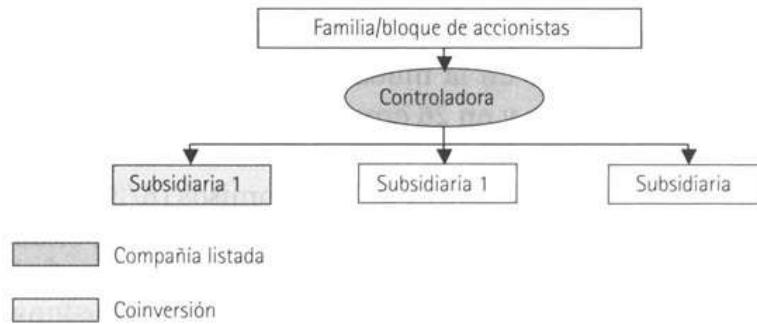 Familia/bloque de accionistas
Controladora
Subsidiaria 1
Subsidiaria 1
Subsidiaria
Compañía listada
Coinversión